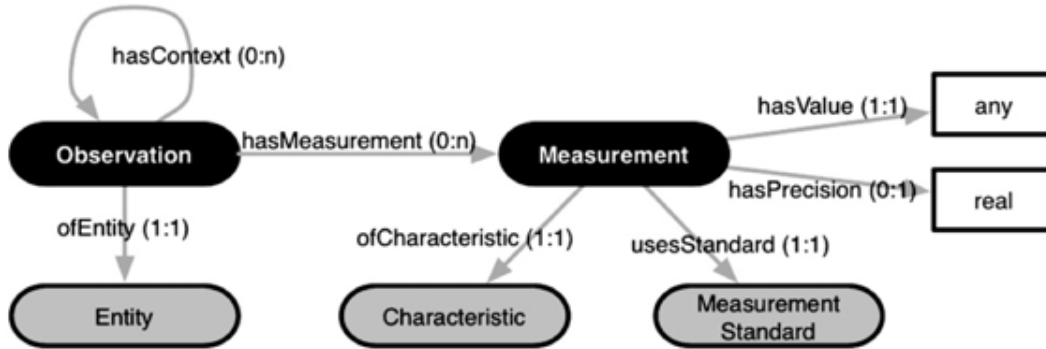 hasContext (0:n)
hasValue (1:1)
any
Observation
hasMeasurement (0:n)
Measurement
hasPrecision (0:1)
real
ofEntity (1:1)
ofCharacteristic (1:1)
usesStandard (1:1)
Entity
Characteristic
Measurement
Standard